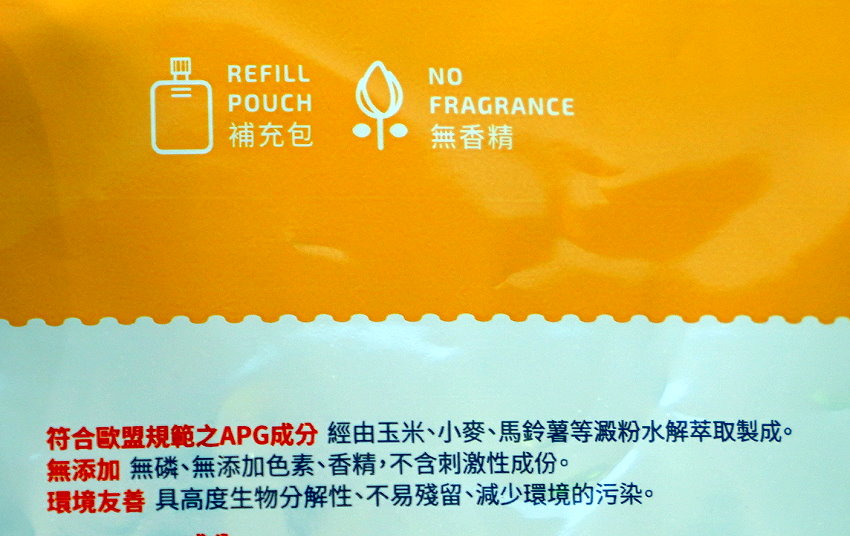 REFILL
POUCH
補充包
NO
FRAGRANCE
無香精
符合歐盟規範之APG成分 經由玉米、小麥、馬鈴薯等澱粉水解萃取製成。
無添加 無磷、無添加色素、香精,不含刺激性成份。
環境友善 具高度生物分解性、不易殘留、減少環境的污染。